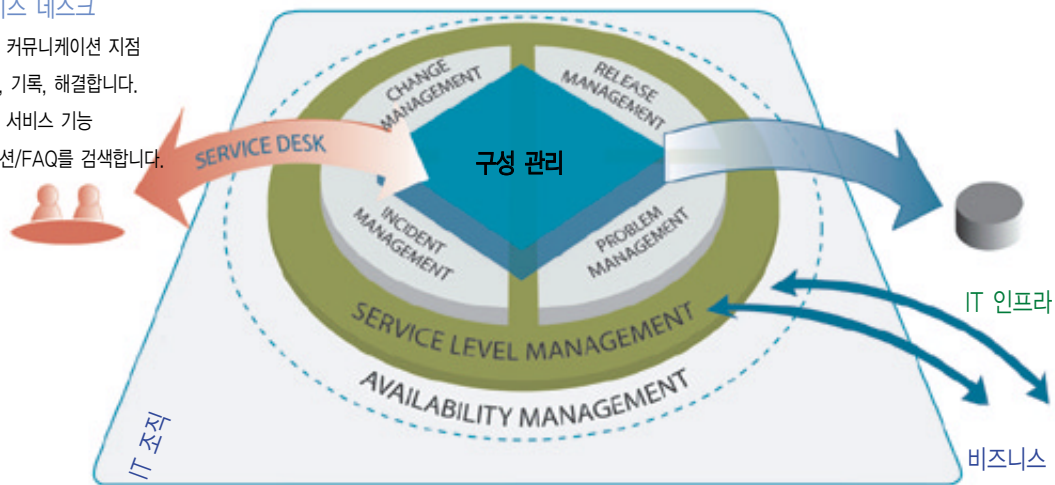 네스크
커뮤니케이션 지점
, 기록, 해결합니다.
서비스 기능
션/FAQ를 검색합니다.
SERVICE DESK
CHANGE
MANAGEMENT
RELEASE
MANAGEMENT
구성 관리
INCIDENT
MANAGEMENT
PROBLEM
MANAGEMENT
SERVICE LEVEL MANAGEMENT
AVAILABILITY MANAGEMENT
IT 조직
IT 인프라
비즈니스